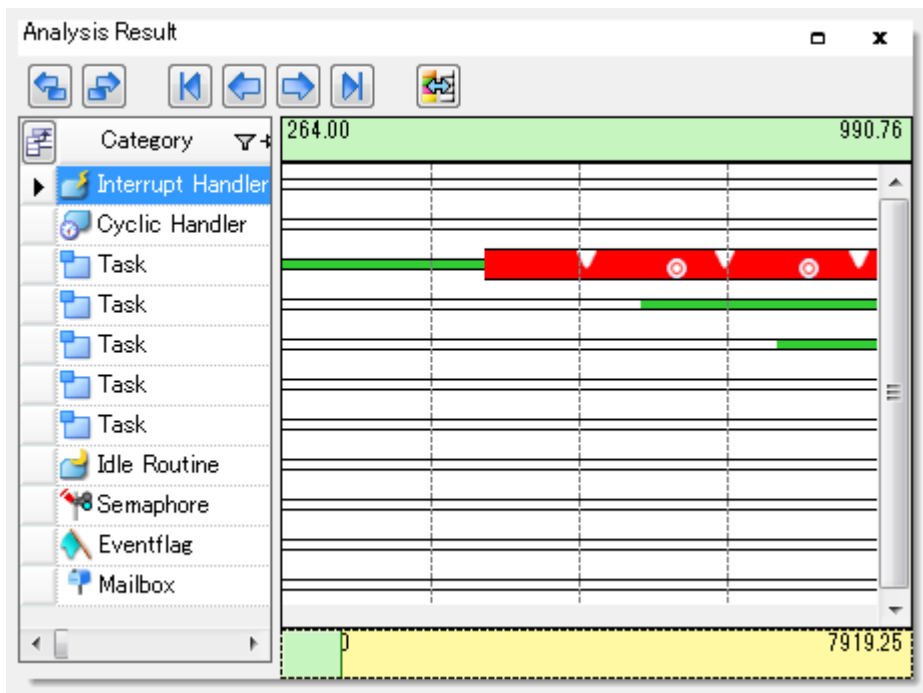 Analysis Result
Category
264.00 990.76
Interrupt Handler
Cyclic Handler
Task
Task
Task
Task
Task
Idle Routine
Semaphore
Eventflag
Mailbox
7919.25